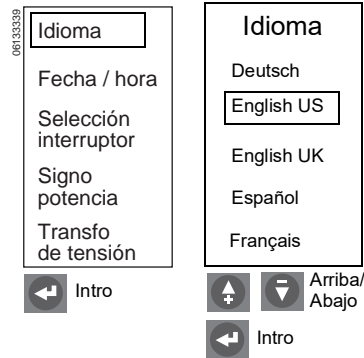 06133339
Idioma
Fecha / hora
Selección
interruptor
Signo
potencia
Transfo
de tensión
Intro
Idioma
Deutsch
English US
English UK
Español
Français
Arriba/
Abajo
Intro